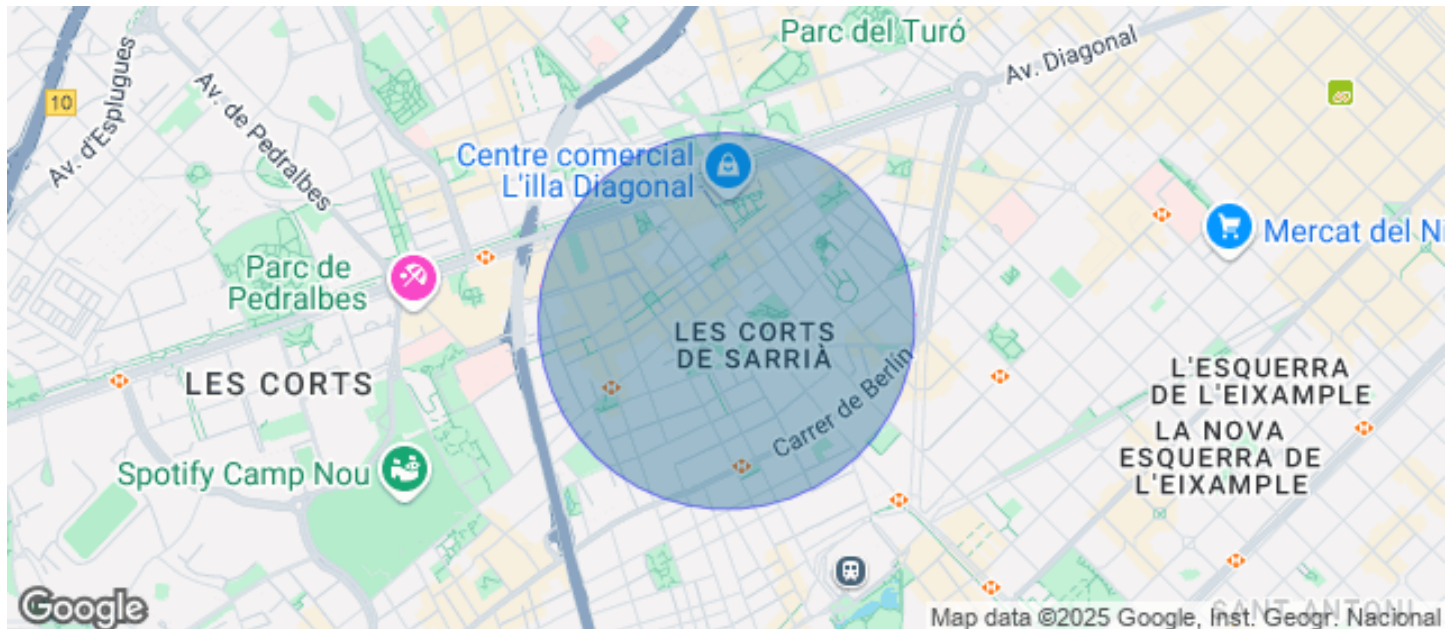 Parc del Turó
Av. Diagonal
10
Av. d'Esplugues
Av. de Pedralbes
Centre comercial
L'illa Diagonal
Mercat del Ni
Parc de
Pedralbes
LES CORTS
DE SARRIÀ
LES CORTS
Carrer de Berlín
L'ESQUERRA
DE L'EIXAMPLE
LA NOVA
ESQUERRA DE
L'EIXAMPLE
Spotify Camp Nou
SANT ANTONI
Google
Map data ©2025 Google, Inst. Geogr. Nacional